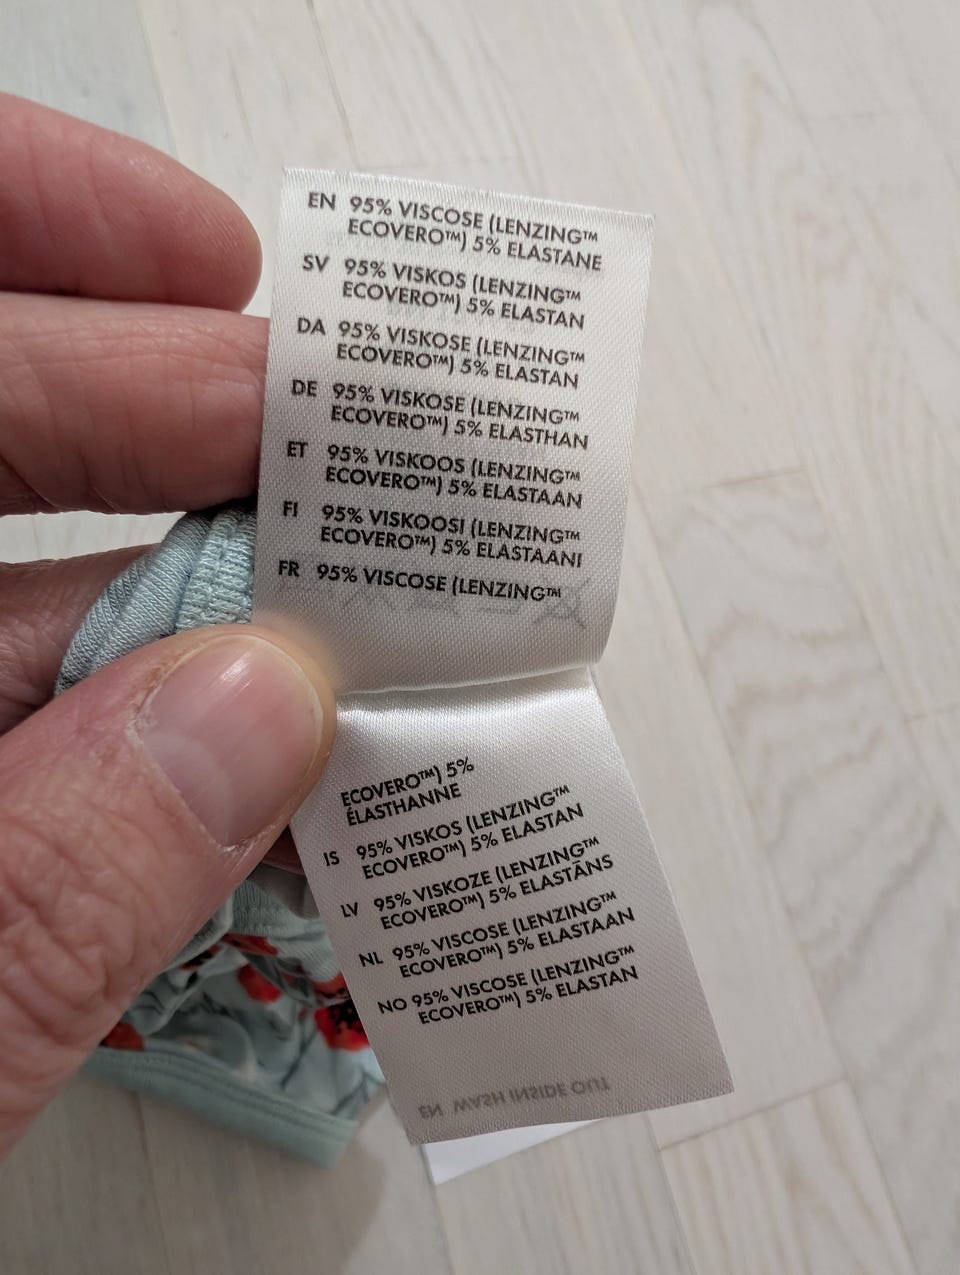 EN 95% VISCOSE (LENZING™
ECOVERO™) 5% ELASTANE
SV 95% VISKOS (LENZING™
ECOVERO™) 5% ELASTAN
DA 95% VISKOSE (LENZING™
ECOVERO™) 5% ELASTAN
DE 95% VISKOSE (LENZING™
ECOVERO™) 5% ELASTHAN
ET 95% VISKOOS (LENZING™
ECOVERO™) 5% ELASTAAN
FI 95% VISKOOSI (LENZING™
ECOVERO™) 5% ELASTAANI
FR 95% VISCOSE (LENZING™
ECOVERO™) 5%
ÉLASTHANNE
IS 95% VISKOS (LENZING™
ECOVERO™) 5% ELASTAN
LV 95% VISKOZE (LENZING™
ECOVERO™) 5% ELASTĀNS
NL 95% VISCOSE (LENZING™
ECOVERO™) 5% ELASTAAN
NO 95% VISCOSE (LENZING™
ECOVERO™) 5% ELASTAN
EN WASH INSIDE OUT